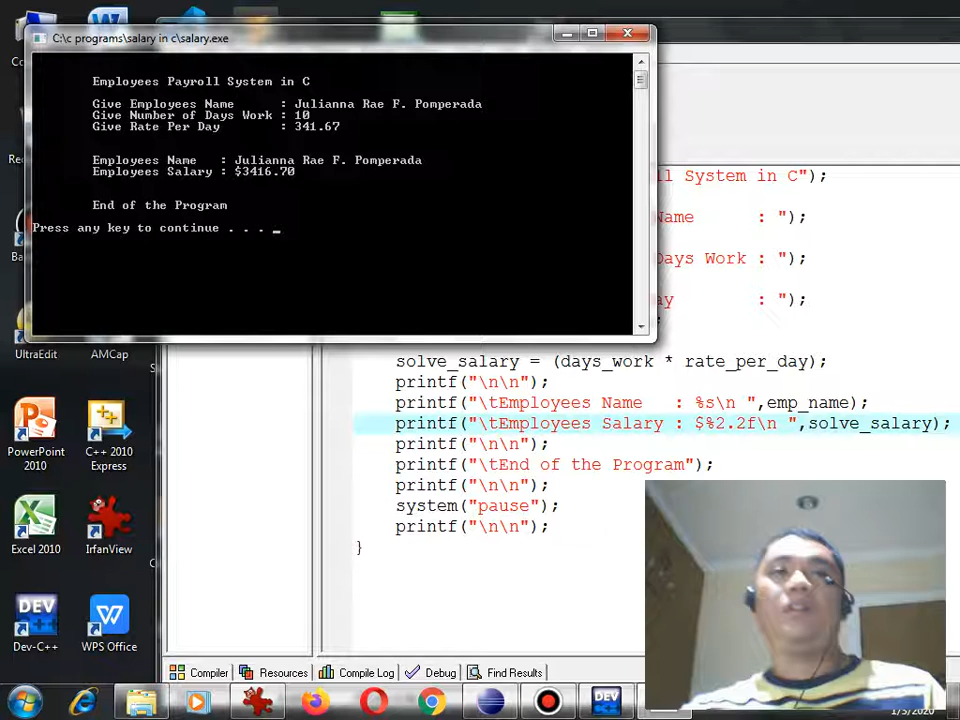 C:\c programs\salary in c\salary.exe
Employees Payroll System in C
Give Employees Name : Julianna Rae F. Pomperada
Give Number of Days Work : 10
Give Rate Per Day : 341.67
Employees Name : Julianna Rae F. Pomperada
Employees Salary : $3416.70
End of the Program
Press any key to continue . . . _
ll System in C");
Name : ");
Days Work : ");
ay : ");
;
solve_salary = (days_work * rate_per_day);
printf("\n\n");
printf("\tEmployees Name : %s\n ",emp_name);
printf("\tEmployees Salary : $%2.2f\n ",solve_salary);
printf("\n\n");
printf("\tEnd of the Program");
printf("\n\n");
system("pause");
printf("\n\n");
}
UltraEdit
AMCap
PowerPoint 2010
C++ 2010 Express
Excel 2010
IrfanView
DEV
Dev-C++
WPS Office
Compiler
Resources
Compile Log
Debug
Find Results
DEV